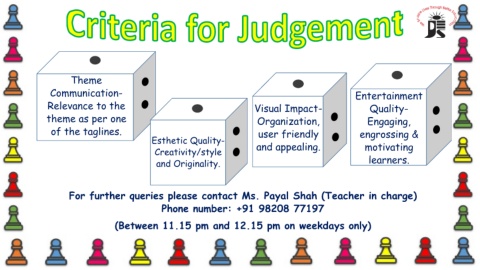 Criteria for Judgement
Theme
Communication-
Relevance to the
theme as per one
of the taglines.
Esthetic Quality-
Creativity/style
and Originality.
Visual Impact-
Organization,
user friendly
and appealing.
Entertainment
Quality-
Engaging,
engrossing &
motivating
learners.
For further queries please contact Ms. Payal Shah (Teacher in charge)
Phone number: +91 98208 77197
(Between 11.15 pm and 12.15 pm on weekdays only)